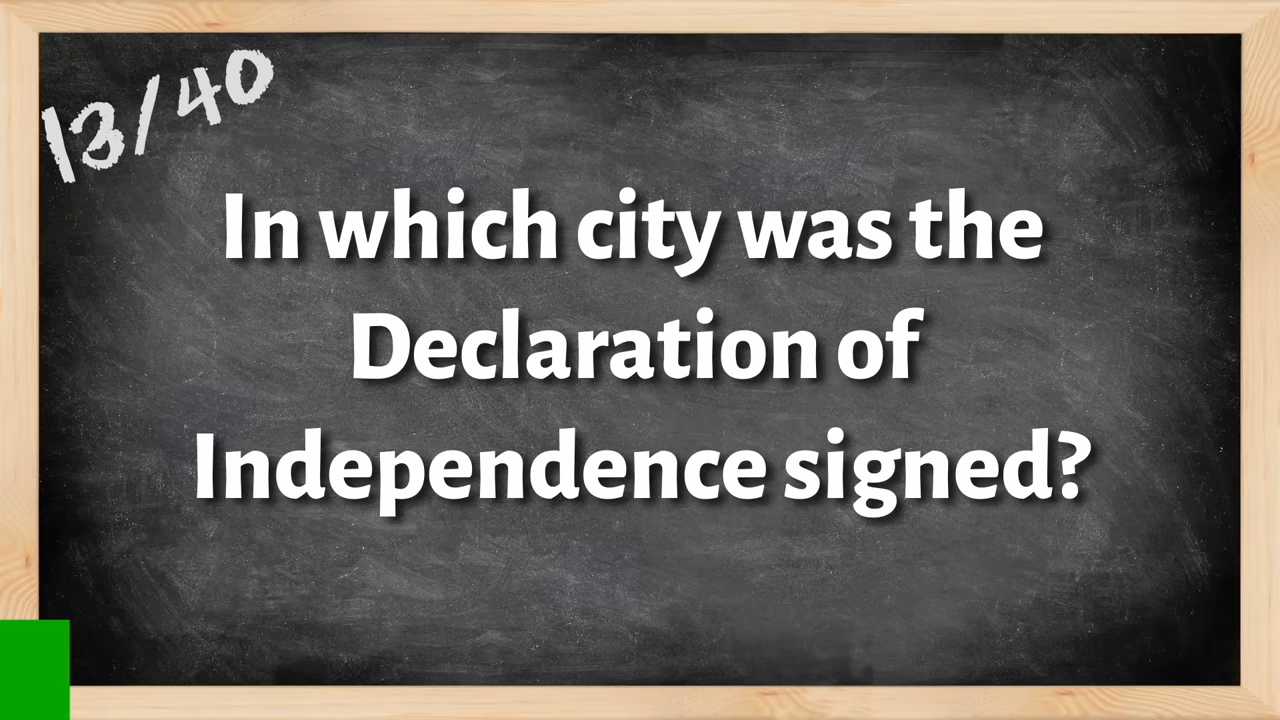 13/40
In which city was the
Declaration of
Independence signed?